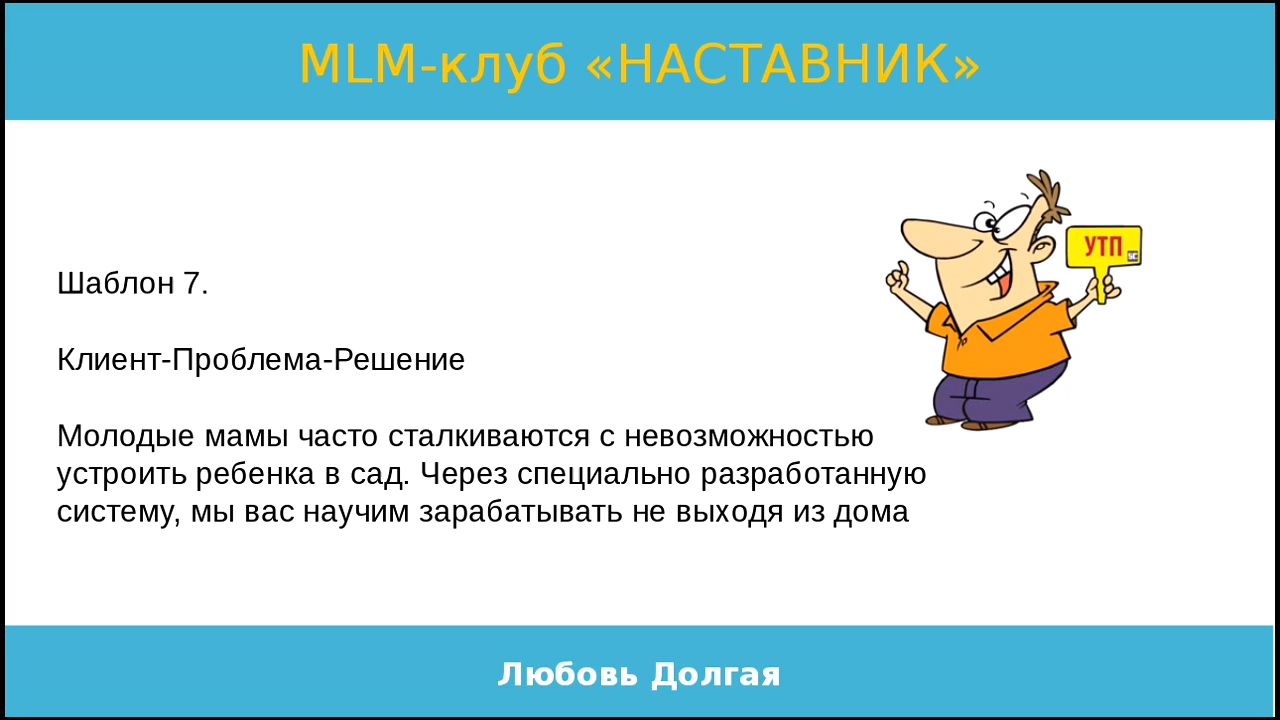 MLM-клуб «НАСТАВНИК»
УТП
Шаблон 7.
Клиент-Проблема-Решение
Молодые мамы часто сталкиваются с невозможностью
устроить ребенка в сад. Через специально разработанную
систему, мы вас научим зарабатывать не выходя из дома
Любовь Долгая